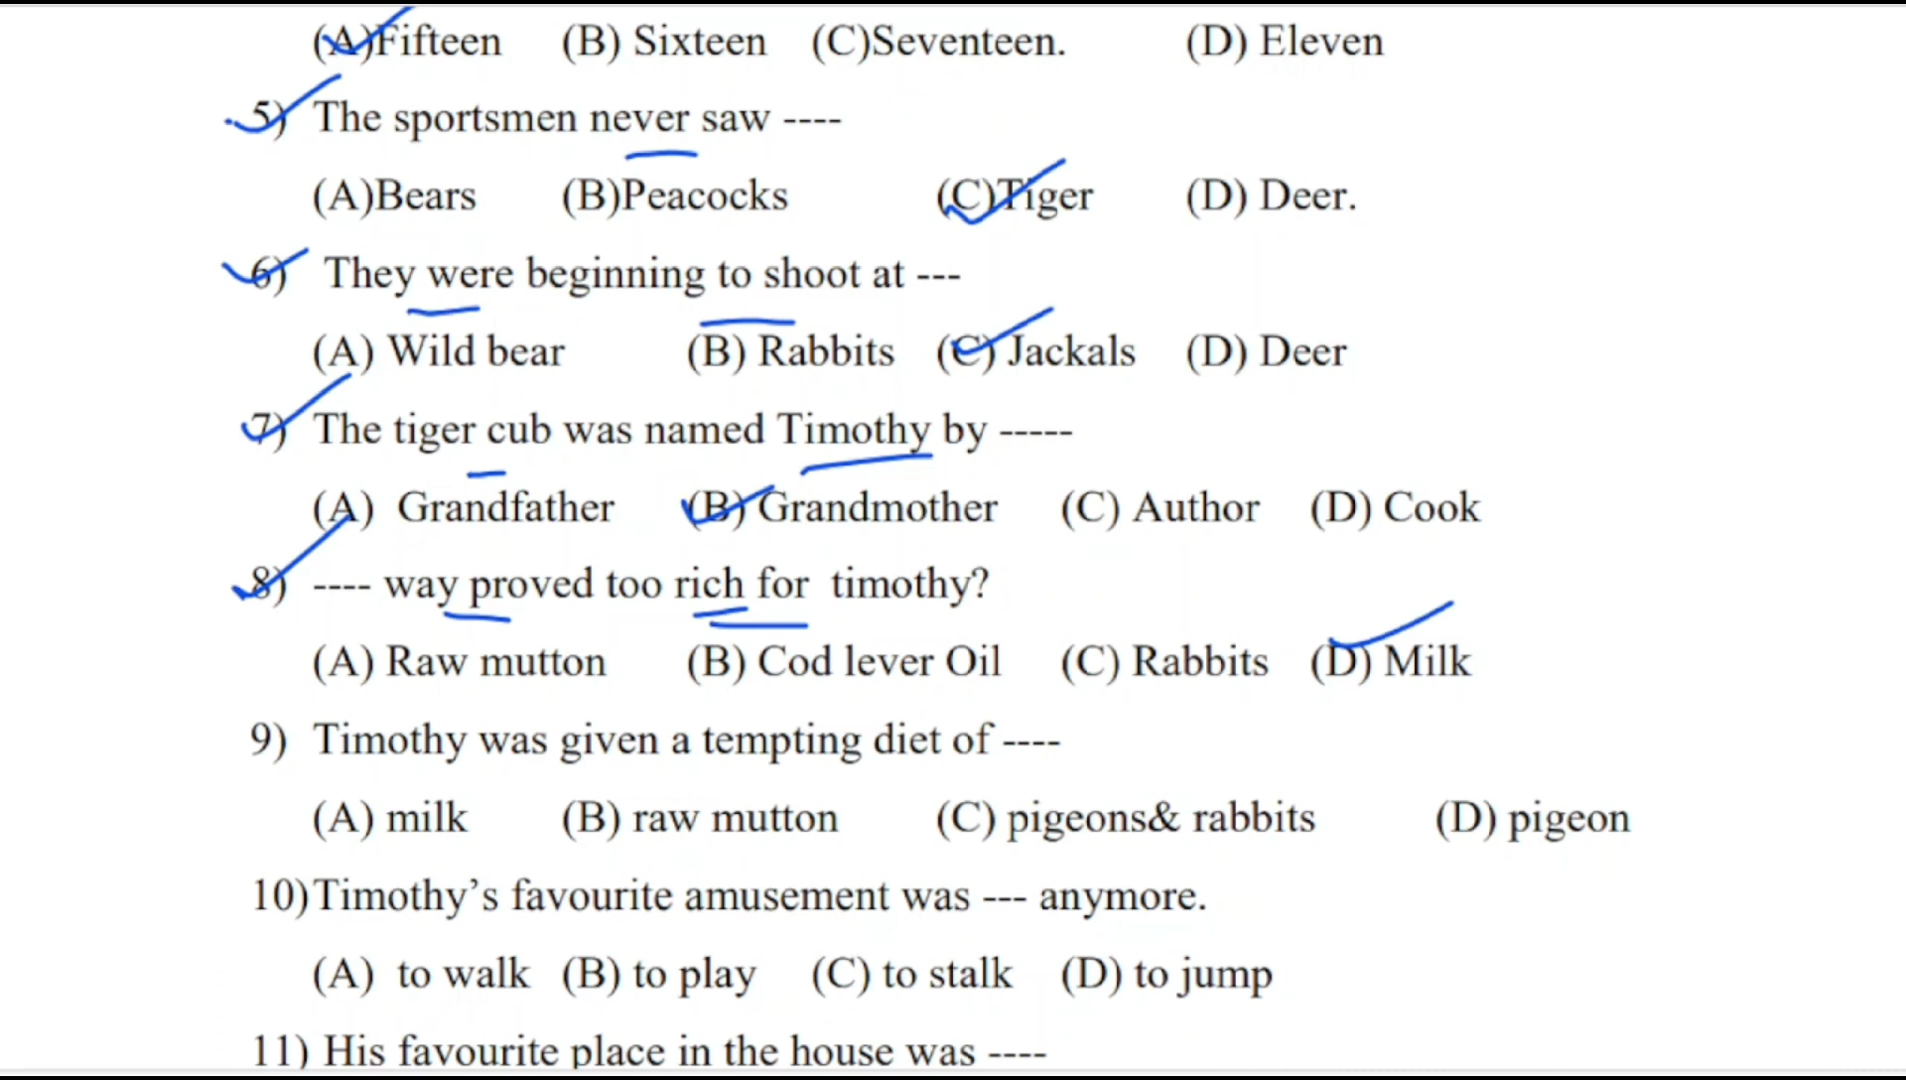 (A)Fifteen (B) Sixteen (C)Seventeen. (D) Eleven
5) The sportsmen never saw ----
(A)Bears (B)Peacocks (C)Tiger (D) Deer.
6) They were beginning to shoot at ---
(A) Wild bear (B) Rabbits (C) Jackals (D) Deer
7) The tiger cub was named Timothy by -----
(A) Grandfather (B) Grandmother (C) Author (D) Cook
8) ---- way proved too rich for timothy?
(A) Raw mutton (B) Cod lever Oil (C) Rabbits (D) Milk
9) Timothy was given a tempting diet of ----
(A) milk (B) raw mutton (C) pigeons& rabbits (D) pigeon
10)Timothy’s favourite amusement was --- anymore.
(A) to walk (B) to play (C) to stalk (D) to jump
11) His favourite place in the house was ----